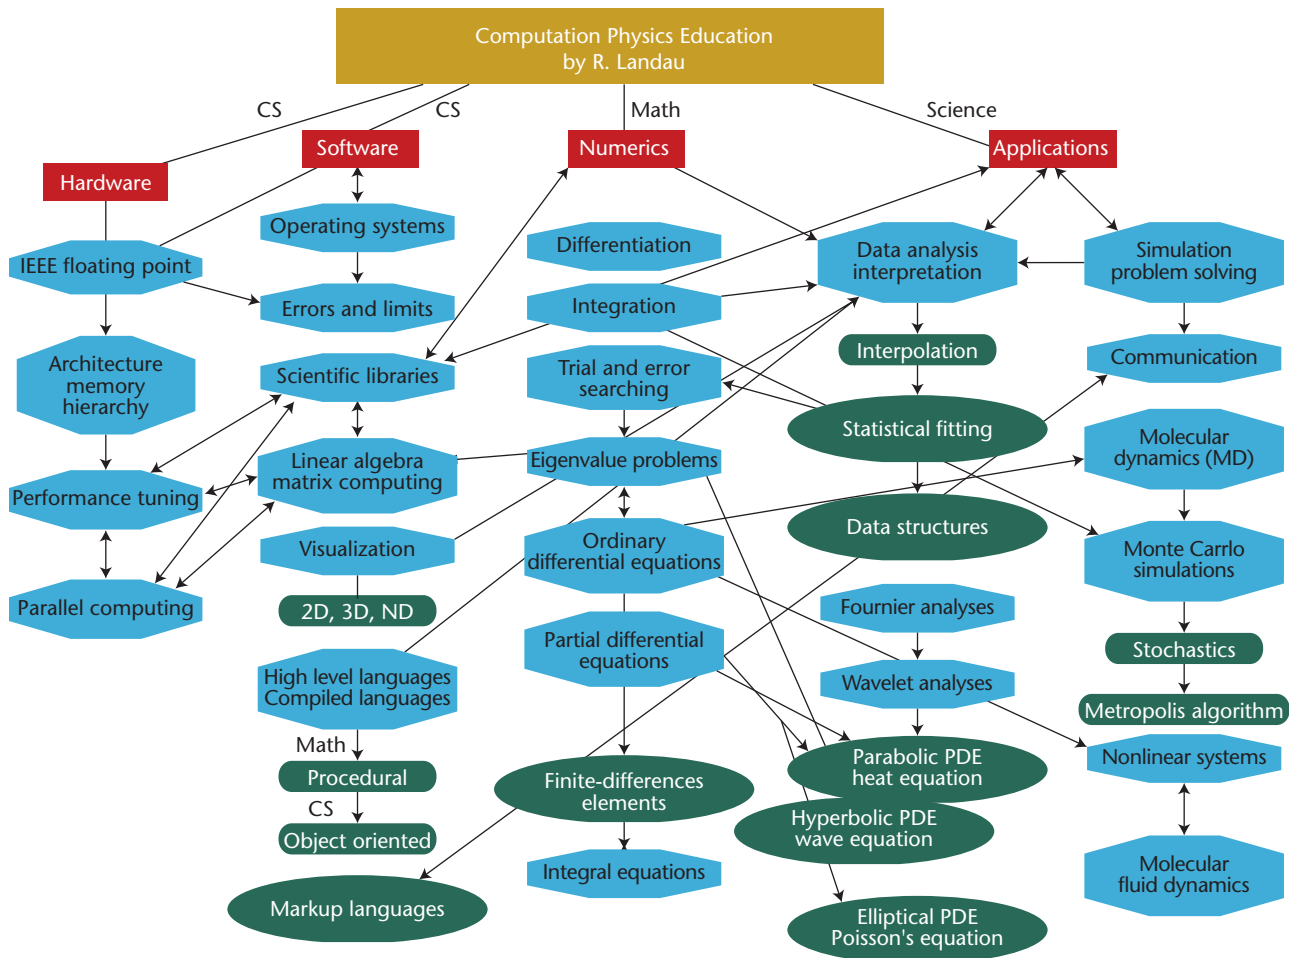 Computation Physics Education
by R. Landau
CS
CS
Math
Science
Software
Numerics
Applications
Hardware
Operating systems
Differentiation
Data analysis
interpretation
Simulation
problem solving
IEEE floating point
Errors and limits
Integration
Interpolation
Communication
Architecture
memory
hierarchy
Scientific libraries
Trial and error
searching
Statistical fitting
Molecular
dynamics (MD)
Linear algebra
matrix computing
Eigenvalue problems
Performance tuning
Data structures
Visualization
Ordinary
differential equations
Monte Carrlo
simulations
Parallel computing
2D, 3D, ND
Fournier analyses
Partial differential
equations
Stochastics
High level languages
Compiled languages
Wavelet analyses
Metropolis algorithm
Math
Procedural
Finite-differences
elements
Parabolic PDE
heat equation
Nonlinear systems
CS
Object oriented
Hyperbolic PDE
wave equation
Integral equations
Molecular
fluid dynamics
Markup languages
Elliptical PDE
Poisson's equation